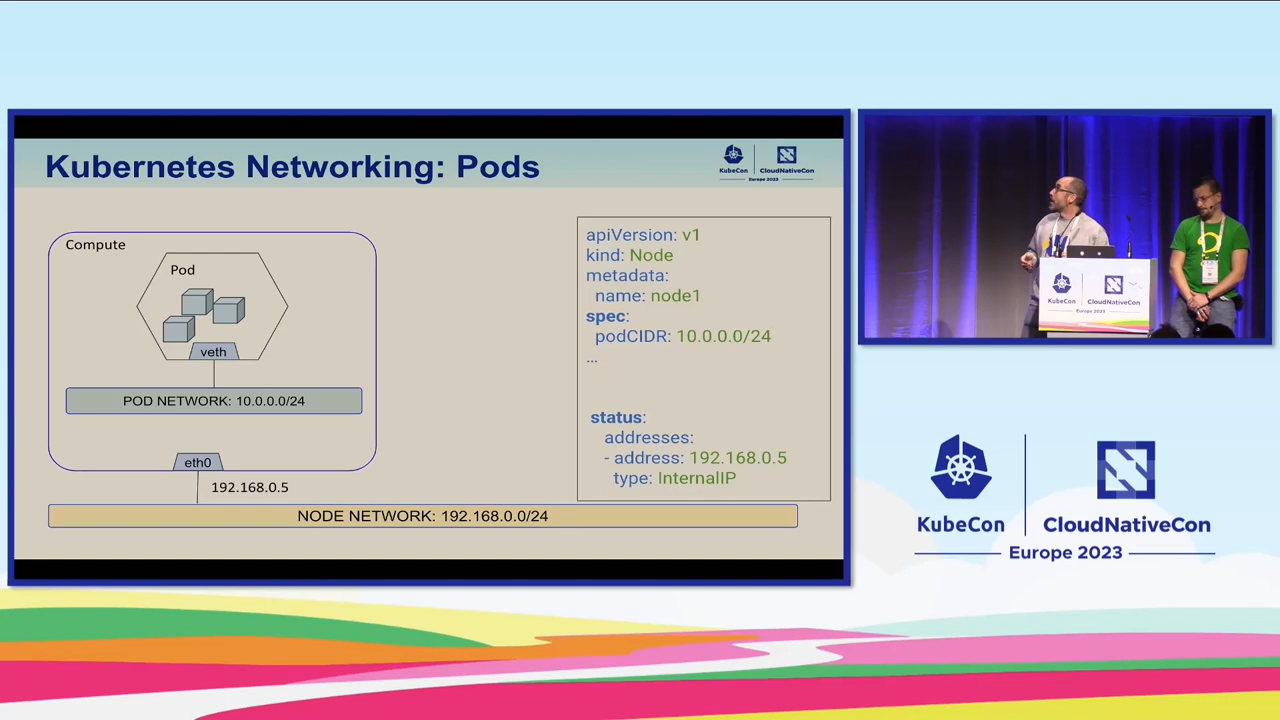 Kubernetes Networking: Pods
KubeCon
CloudNativeCon
Europe 2023
Compute
Pod
veth
POD NETWORK: 10.0.0.0/24
eth0
192.168.0.5
NODE NETWORK: 192.168.0.0/24
apiVersion: v1
kind: Node
metadata:
name: node1
spec:
podCIDR: 10.0.0.0/24
...
status:
addresses:
- address: 192.168.0.5
type: InternalIP
KubeCon
CloudNativeCon
Europe 2023
KubeCon
CloudNativeCon
Europe 2023